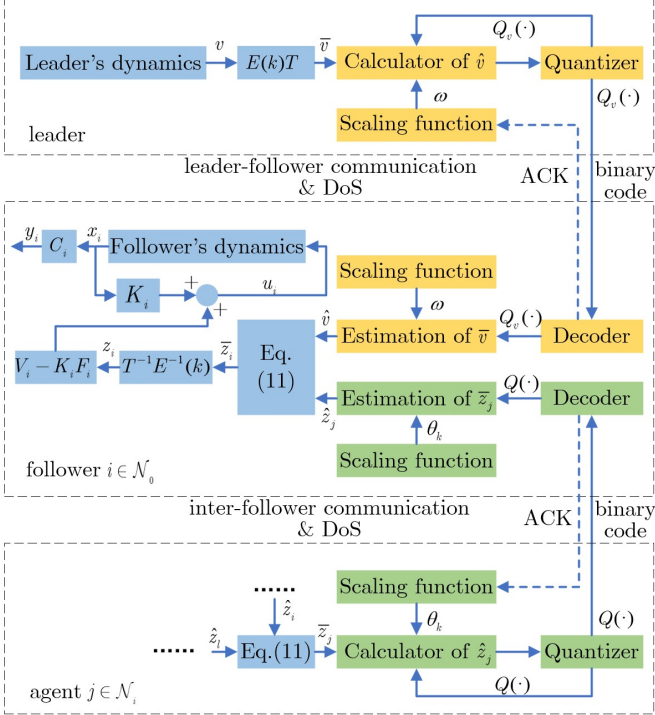 Q_v(·)
v
v̅
Leader's dynamics
E(k)T
Calculator of v̂
Quantizer
ω
Q_v(·)
Scaling function
leader
leader-follower communication
& DoS
ACK
binary
code
y_i
x_i
C_i
Follower's dynamics
Scaling function
K_i
+
u_i
+
ω
Q_v(·)
v̂
Estimation of v̅
Decoder
V_i − K_iF_i
z_i
T⁻¹E⁻¹(k)
z̅_i
Eq.
(11)
Q(·)
Estimation of z̅_j
Decoder
ẑ_j
θ_k
Scaling function
follower i ∈ 𝒩₀
inter-follower communication
& DoS
ACK
binary
code
......
Scaling function
ẑ_i
θ_k
Q(·)
......
ẑ_l
Eq.(11)
z̅_j
Calculator of ẑ_j
Quantizer
Q(·)
agent j ∈ 𝒩_i